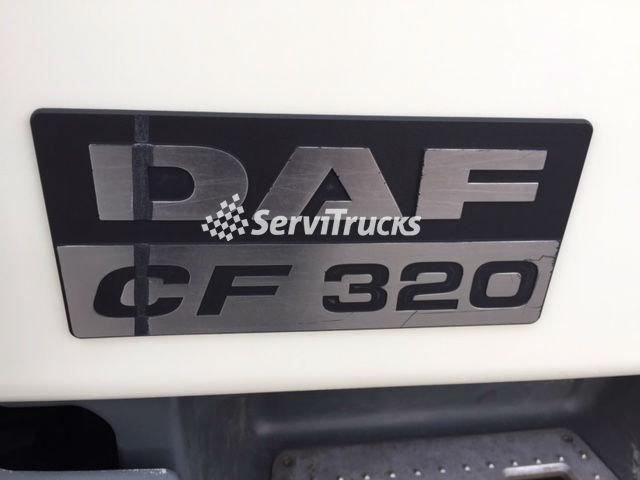 DAF
ServiTrucks
CF 320